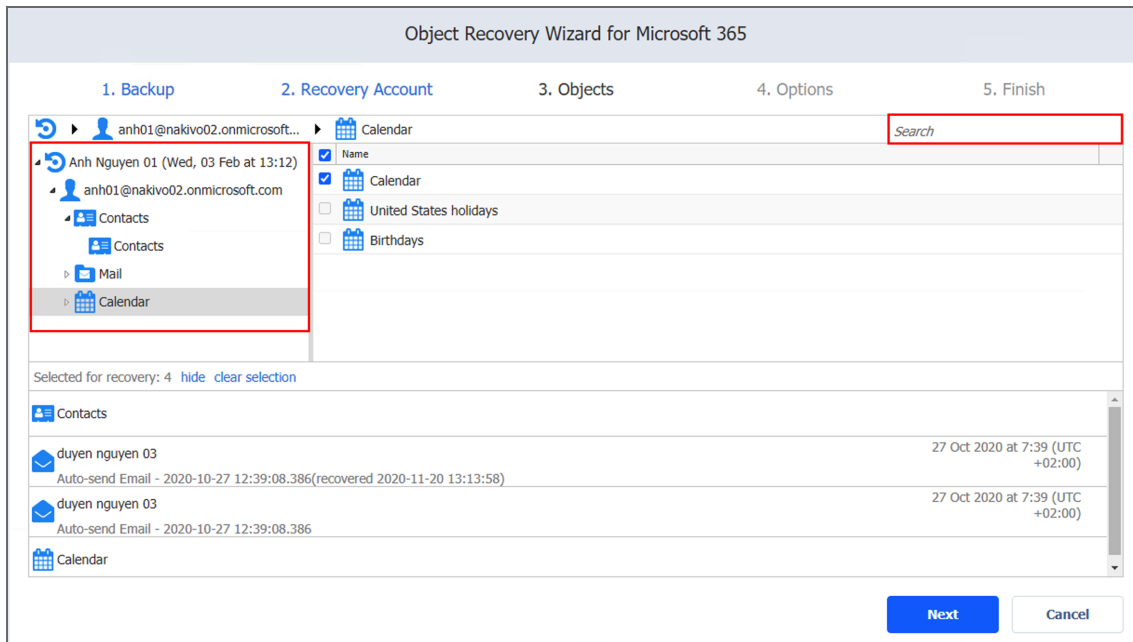 Object Recovery Wizard for Microsoft 365
1. Backup
2. Recovery Account
3. Objects
4. Options
5. Finish
anh01@nakivo02.onmicrosoft...
Calendar
Search
Anh Nguyen 01 (Wed, 03 Feb at 13:12)
anh01@nakivo02.onmicrosoft.com
Contacts
Contacts
Mail
Calendar
Name
Calendar
United States holidays
Birthdays
Selected for recovery: 4 hide clear selection
Contacts
duyen nguyen 03
Auto-send Email - 2020-10-27 12:39:08.386(recovered 2020-11-20 13:13:58)
27 Oct 2020 at 7:39 (UTC
+02:00)
duyen nguyen 03
Auto-send Email - 2020-10-27 12:39:08.386
27 Oct 2020 at 7:39 (UTC
+02:00)
Calendar
Next
Cancel